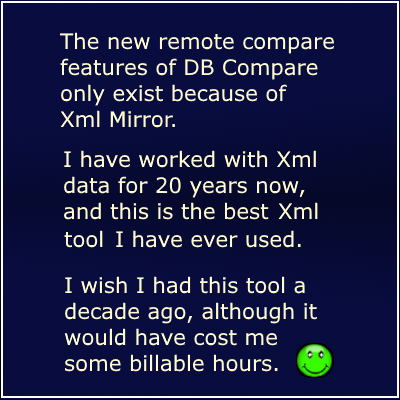 The new remote compare
features of DB Compare
only exist because of
Xml Mirror.
I have worked with Xml
data for 20 years now,
and this is the best Xml
tool I have ever used.
I wish I had this tool a
decade ago, although it
would have cost me
some billable hours.